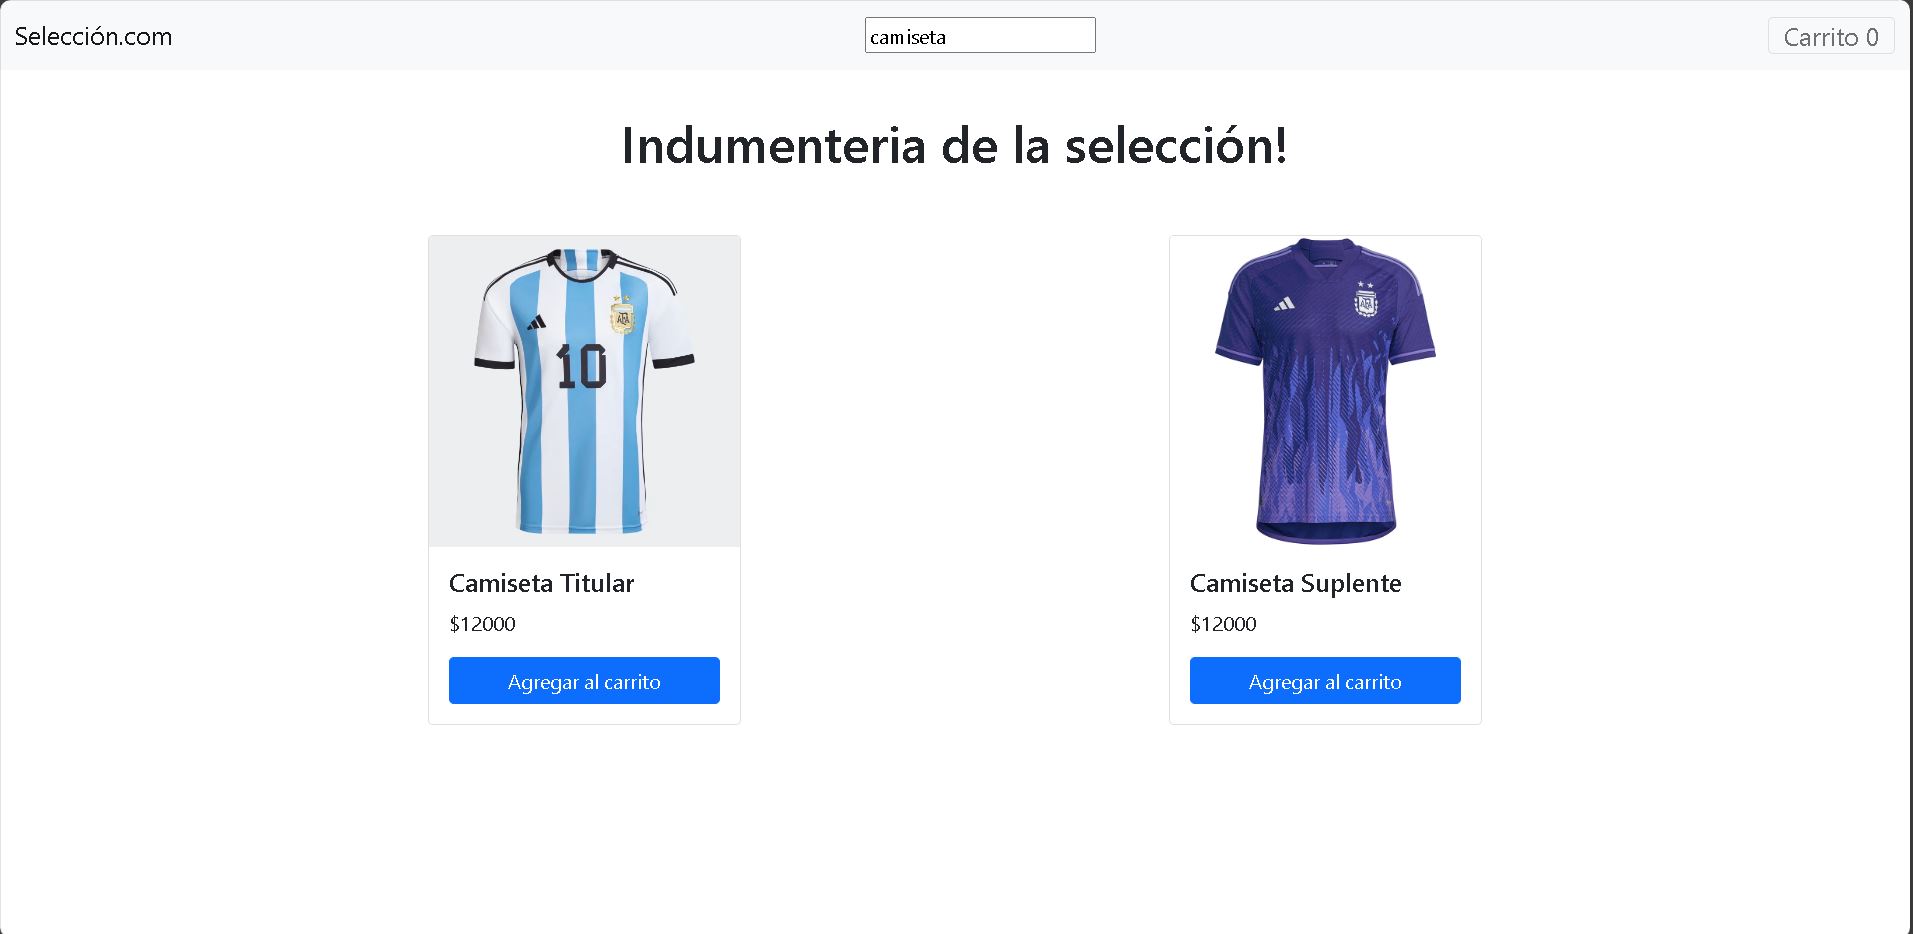 Selección.com
camiseta
Carrito 0
Indumenteria de la selección!
10
AFA
Camiseta Titular
$12000
Agregar al carrito
AFA
Camiseta Suplente
$12000
Agregar al carrito